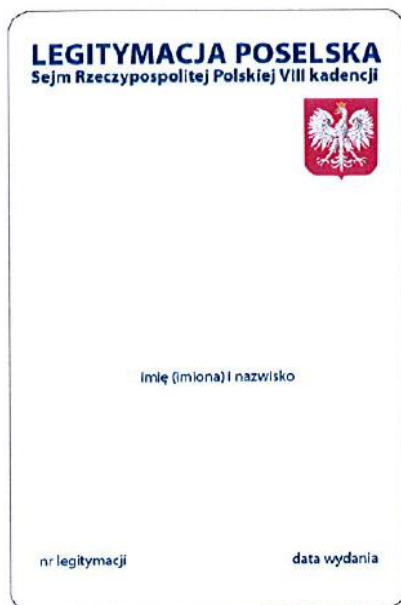 LEGITYMACJA POSELSKA
Sejm Rzeczypospolitej Polskiej VIII kadencji
imię (imiona) i nazwisko
nr legitymacji
data wydania